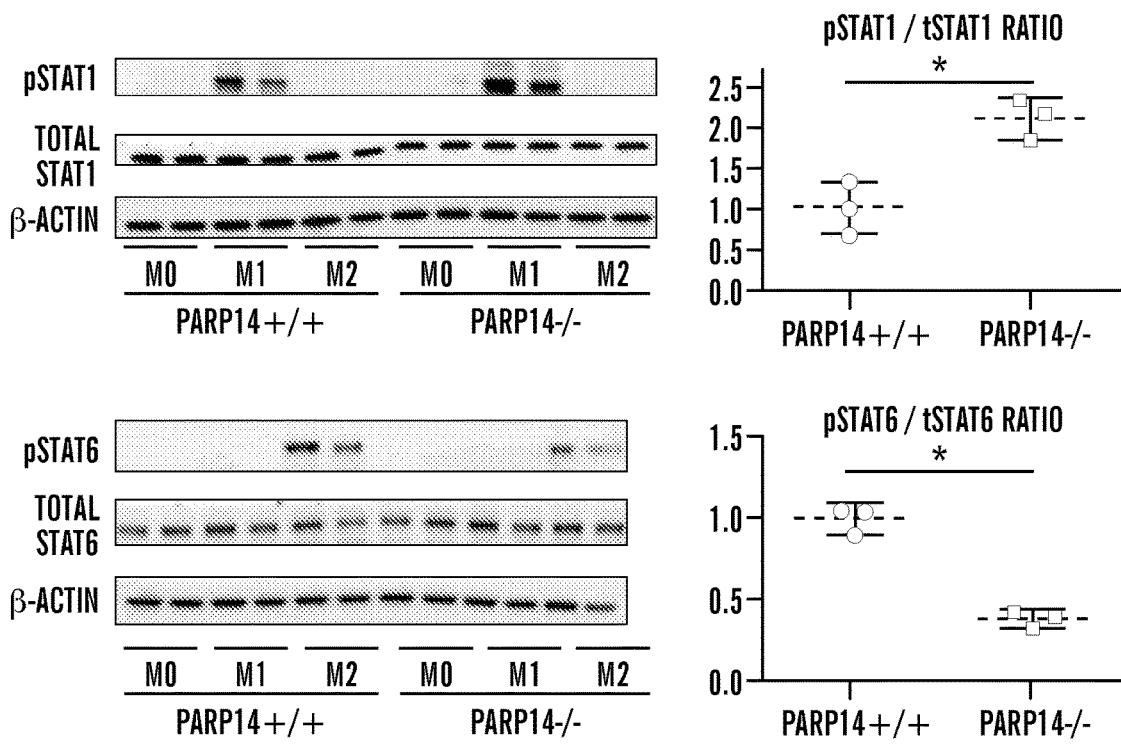 pSTAT1
TOTAL
STAT1
β-ACTIN
M0 M1 M2 M0 M1 M2
PARP14+/+ PARP14-/-
pSTAT1 / tSTAT1 RATIO
*
2.5
2.0
1.5
1.0
0.5
0.0
PARP14+/+ PARP14-/-
pSTAT6
TOTAL
STAT6
β-ACTIN
M0 M1 M2 M0 M1 M2
PARP14+/+ PARP14-/-
pSTAT6 / tSTAT6 RATIO
*
1.5
1.0
0.5
0.0
PARP14+/+ PARP14-/-